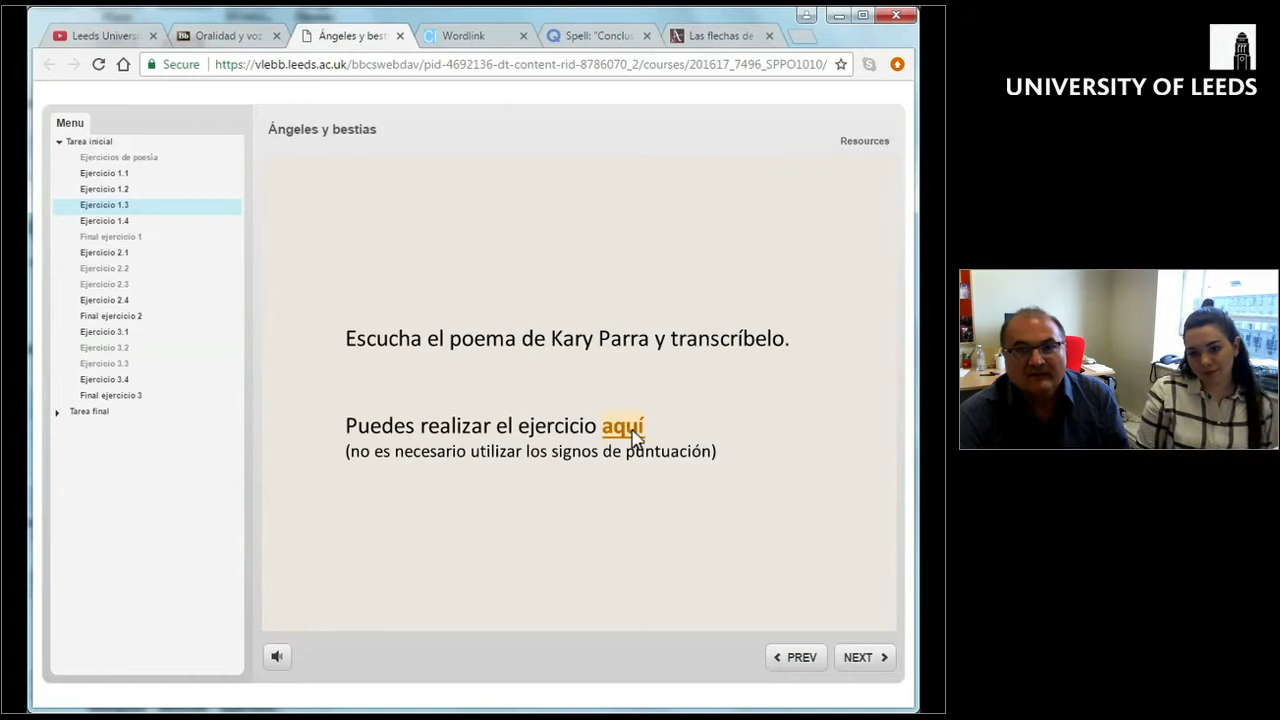 Leeds Univers
Oralidad y voz
Ángeles y best
Wordlink
Spell: "Conclus
Las flechas de
Secure
https://vlebb.leeds.ac.uk/bbcswebdav/pid-4692136-dt-content-rid-8786070_2/courses/201617_7496_SPPO1010/
UNIVERSITY OF LEEDS
Menu
Tarea inicial
Ejercicios de poesía
Ejercicio 1.1
Ejercicio 1.2
Ejercicio 1.3
Ejercicio 1.4
Final ejercicio 1
Ejercicio 2.1
Ejercicio 2.2
Ejercicio 2.3
Ejercicio 2.4
Final ejercicio 2
Ejercicio 3.1
Ejercicio 3.2
Ejercicio 3.3
Ejercicio 3.4
Final ejercicio 3
Tarea final
Ángeles y bestias
Resources
Escucha el poema de Kary Parra y transcríbelo.
Puedes realizar el ejercicio aquí
(no es necesario utilizar los signos de puntuación)
PREV
NEXT